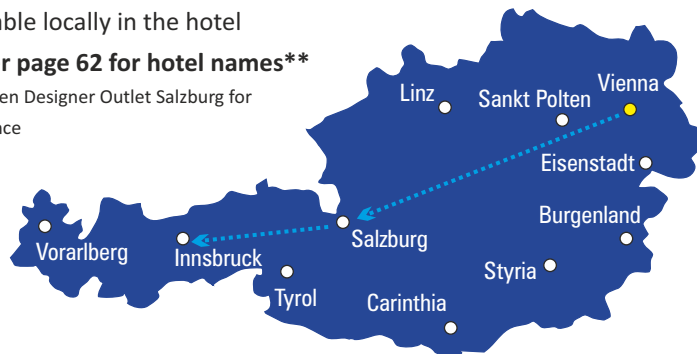 able locally in the hotel
r page 62 for hotel names**
en Designer Outlet Salzburg for
nce
Linz
Sankt Polten
Vienna
Eisenstadt
Burgenland
Salzburg
Vorarlberg
Innsbruck
Styria
Tyrol
Carinthia